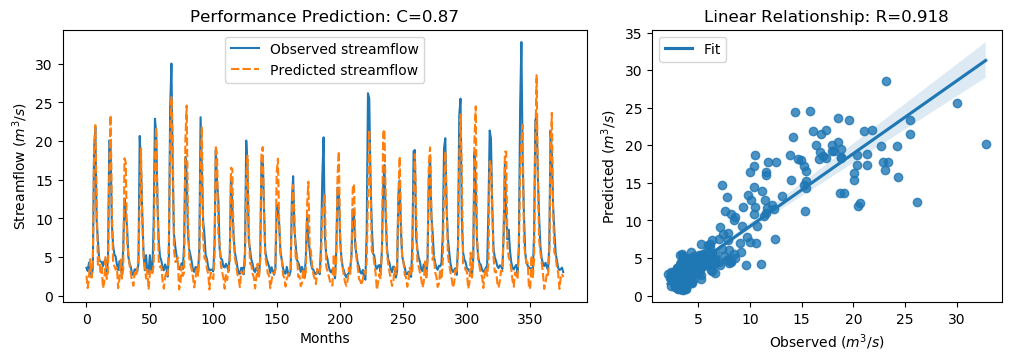 Performance Prediction: C=0.87
Observed streamflow
Predicted streamflow
Streamflow (m³/s)
30
25
20
15
10
5
0
0 50 100 150 200 250 300 350
Months
Linear Relationship: R=0.918
Fit
Predicted (m³/s)
35
30
25
20
15
10
5
0
5 10 15 20 25 30
Observed (m³/s)